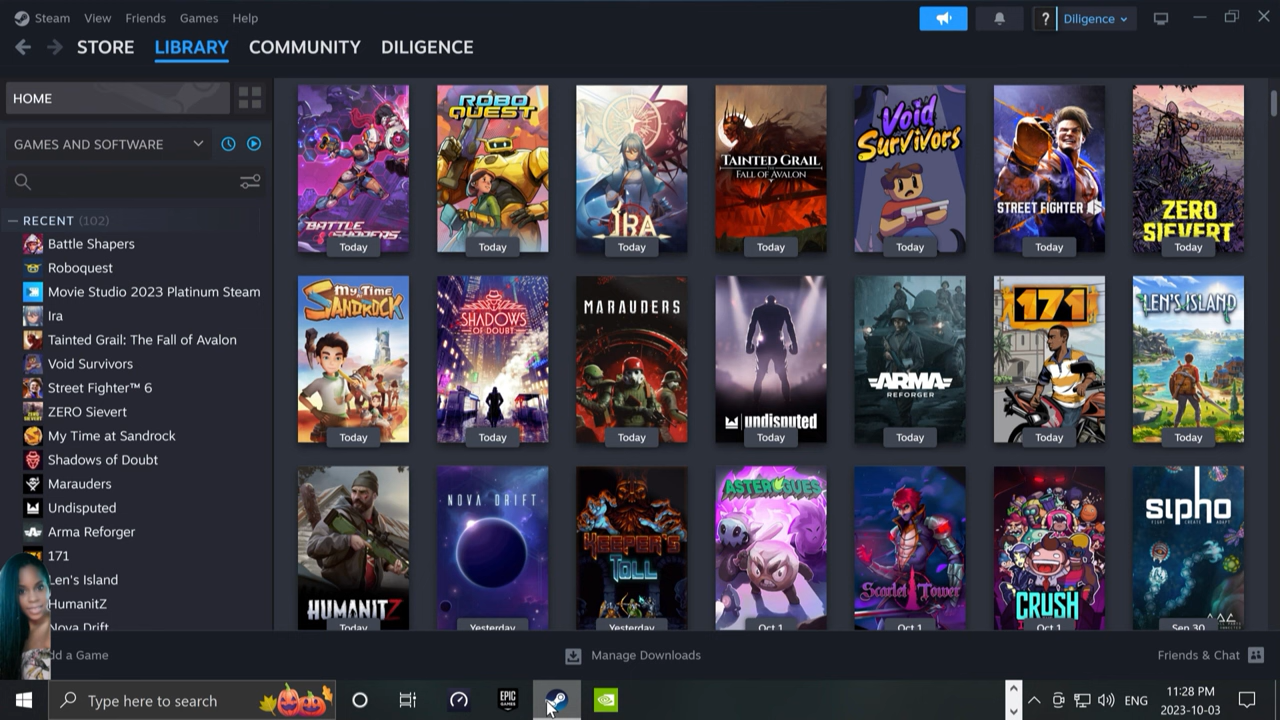 Steam View Friends Games Help
? Diligence
STORE LIBRARY COMMUNITY DILIGENCE
HOME
GAMES AND SOFTWARE
RECENT (102)
Battle Shapers
Roboquest
Movie Studio 2023 Platinum Steam
Ira
Tainted Grail: The Fall of Avalon
Void Survivors
Street Fighter™ 6
ZERO Sievert
My Time at Sandrock
Shadows of Doubt
Marauders
Undisputed
Arma Reforger
171
Len's Island
HumanitZ
Nova Drift
BATTLE SHAPERS
Today
ROBO QUEST
Today
IRA
Today
TAINTED GRAIL
FALL OF AVALON
Today
Void Survivors
Today
STREET FIGHTER 6
Today
ZERO SIEVERT
Today
My Time at SANDROCK
Today
SHADOWS OF DOUBT
Today
MARAUDERS
Today
undisputed
Today
ARMA
REFORGER
Today
171
Today
LEN'S ISLAND
Today
HUMANITZ
Today
NOVA DRIFT
Yesterday
KEEPER'S TOLL
Yesterday
ASTEROGUES
Oct 1
Scarlet Tower
Oct 1
CRUSH
Oct 1
sipho
Sep 30
dd a Game
Manage Downloads
Friends & Chat
Type here to search
EPIC GAMES
ENG
11:28 PM
2023-10-03